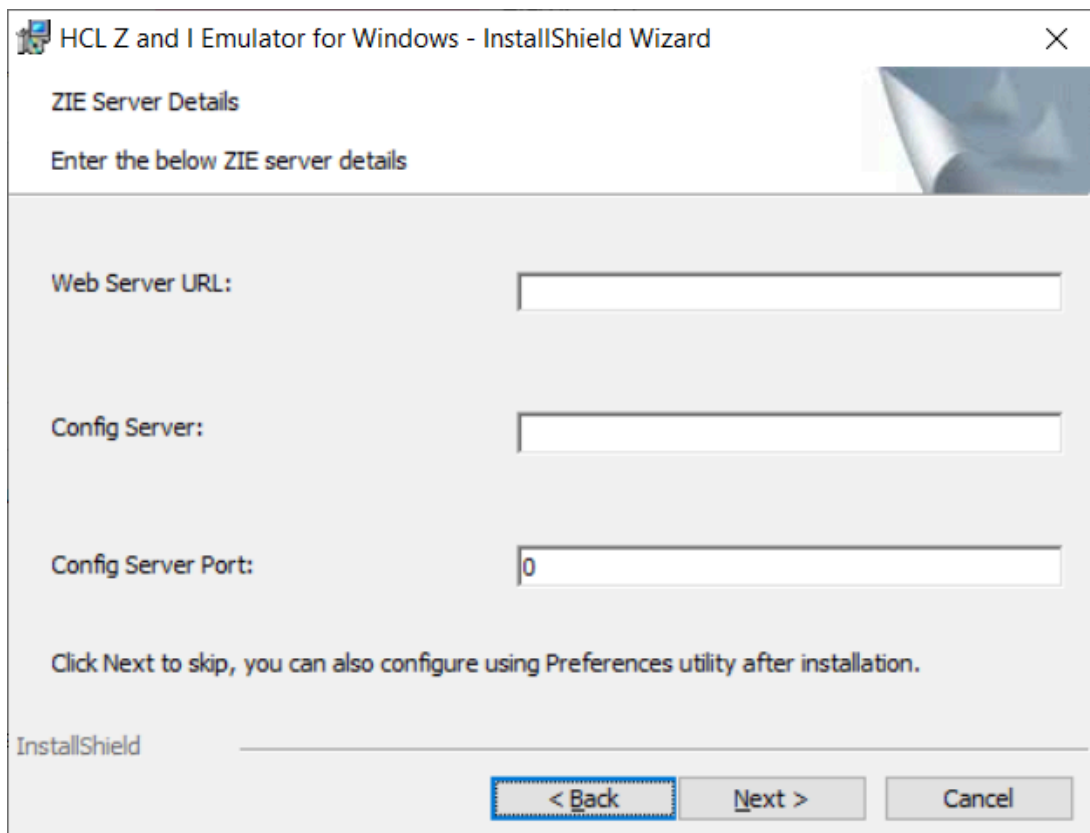 HCL Z and I Emulator for Windows - InstallShield Wizard
ZIE Server Details
Enter the below ZIE server details
Web Server URL:
Config Server:
Config Server Port:
0
Click Next to skip, you can also configure using Preferences utility after installation.
InstallShield
< Back
Next >
Cancel